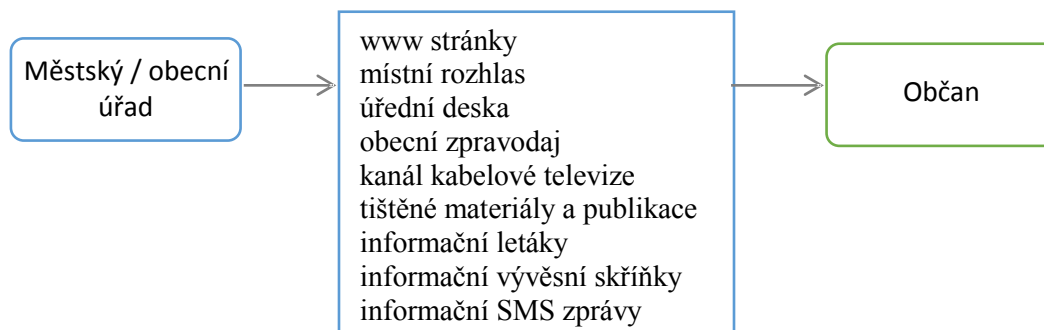 Městský / obecní
úřad
www stránky
místní rozhlas
úřední deska
obecní zpravodaj
kanál kabelové televize
tištěné materiály a publikace
informační letáky
informační vývěsní skříňky
informační SMS zprávy
Občan